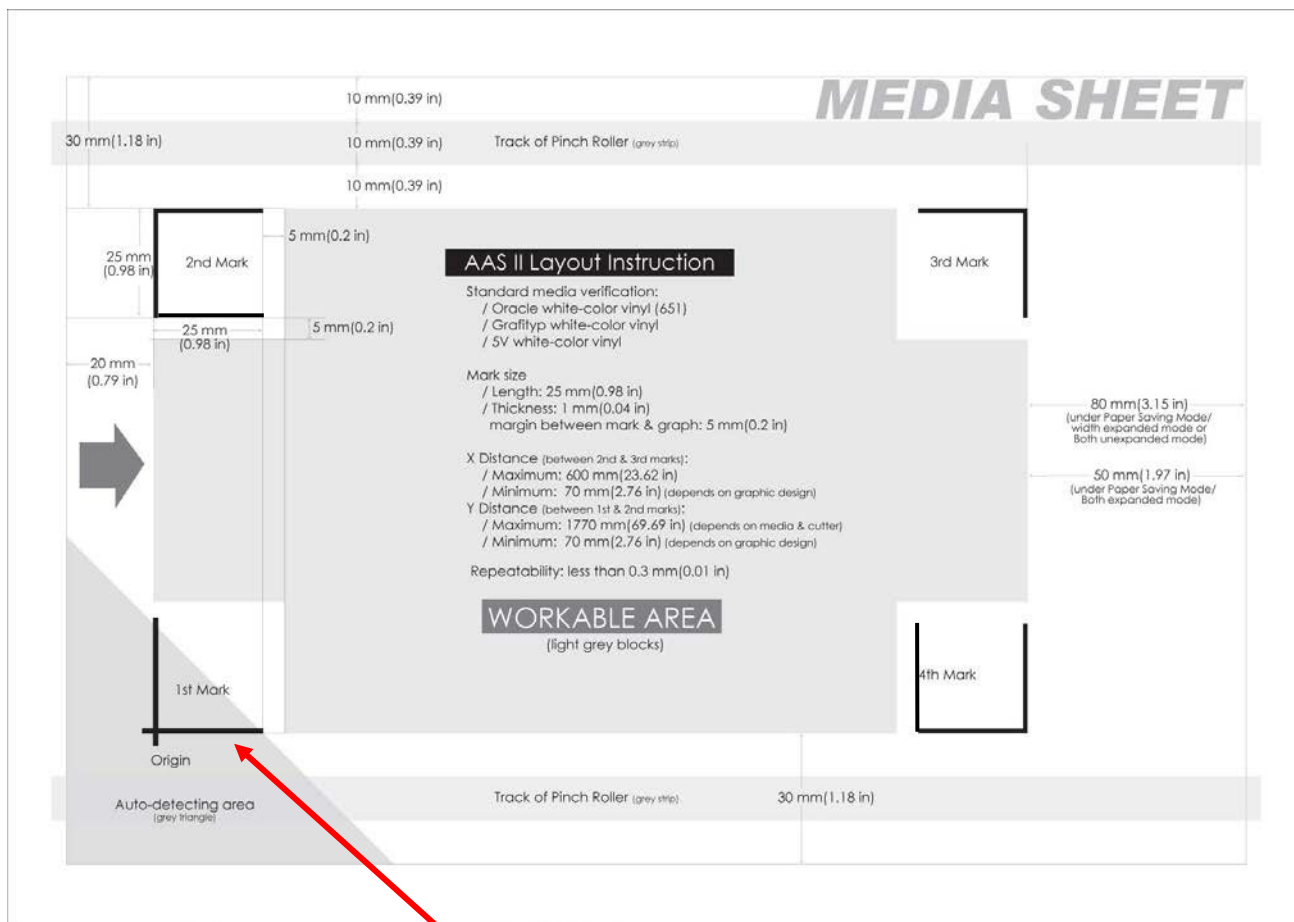 MEDIA SHEET
10 mm(0.39 in)
30 mm(1.18 in)
10 mm(0.39 in)
Track of Pinch Roller (grey strip)
10 mm(0.39 in)
5 mm(0.2 in)
25 mm
(0.98 in)
2nd Mark
25 mm
(0.98 in)
5 mm(0.2 in)
20 mm
(0.79 in)
AAS II Layout Instruction
Standard media verification:
/ Oracle white-color vinyl (651)
/ Grafityp white-color vinyl
/ 5V white-color vinyl
Mark size
/ Length: 25 mm(0.98 in)
/ Thickness: 1 mm(0.04 in)
margin between mark & graph: 5 mm(0.2 in)
X Distance (between 2nd & 3rd marks):
/ Maximum: 600 mm(23.62 in)
/ Minimum: 70 mm(2.76 in) (depends on graphic design)
Y Distance (between 1st & 2nd marks):
/ Maximum: 1770 mm(69.69 in) (depends on media & cutter)
/ Minimum: 70 mm(2.76 in) (depends on graphic design)
Repeatability: less than 0.3 mm(0.01 in)
WORKABLE AREA
(light grey blocks)
3rd Mark
80 mm(3.15 in)
(under Paper Saving Mode/
width expanded mode or
Both unexpanded mode)
50 mm(1.97 in)
(under Paper Saving Mode/
Both expanded mode)
1st Mark
4th Mark
Origin
Auto-detecting area
(grey triangle)
Track of Pinch Roller (grey strip)
30 mm(1.18 in)